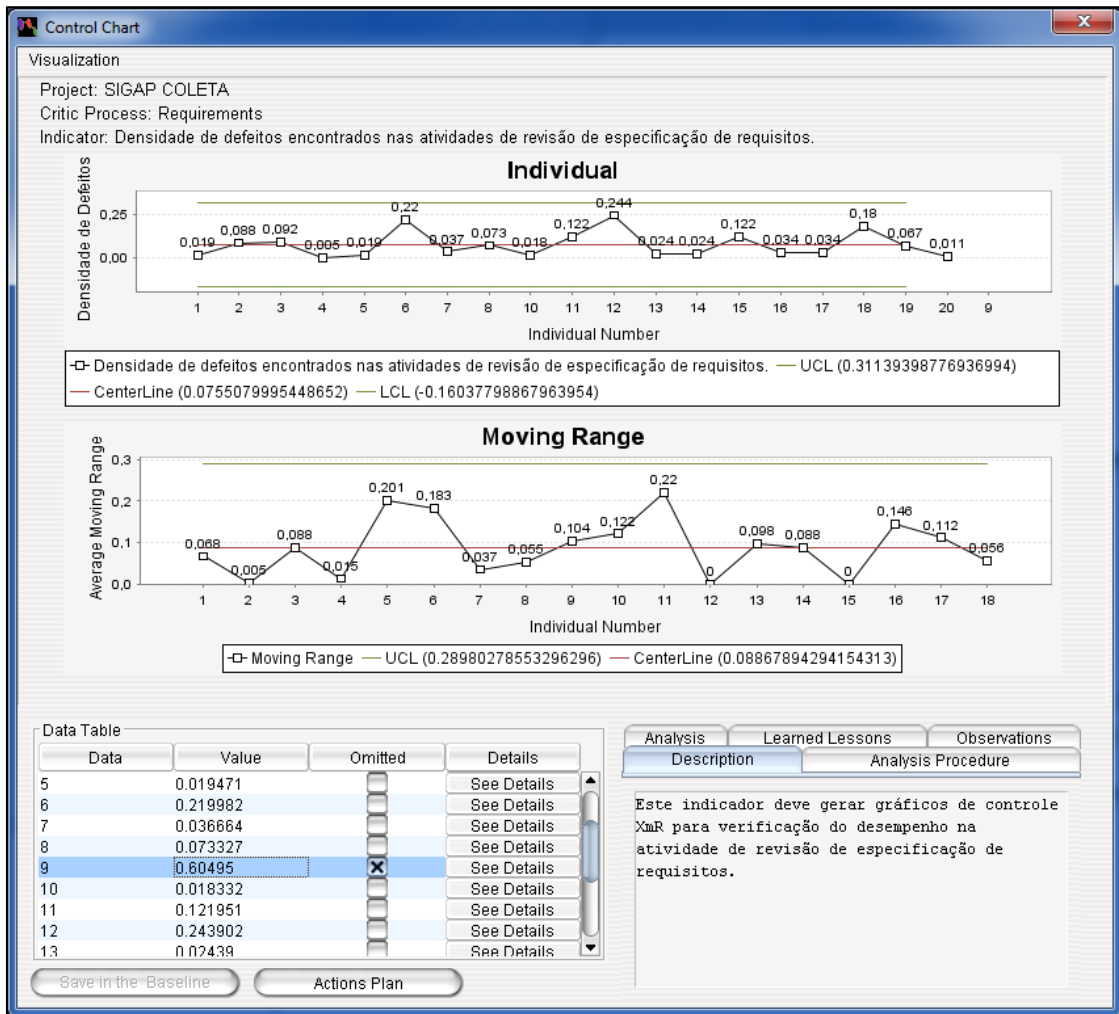 Control Chart
x
Visualization
Project: SIGAP COLETA
Critic Process: Requirements
Indicator: Densidade de defeitos encontrados nas atividades de revisão de especificação de requisitos.
Individual
Densidade de Defeitos
0,25
0,00
0,019 0,088 0,092 0,005 0,019 0,22 0,037 0,073 0,018 0,122 0,244 0,024 0,024 0,122 0,034 0,034 0,18 0,067 0,011
1 2 3 4 5 6 7 8 10 11 12 13 14 15 16 17 18 19 20 9
Individual Number
Densidade de defeitos encontrados nas atividades de revisão de especificação de requisitos. UCL (0.31139398776936994)
CenterLine (0.0755079995448652) LCL (-0.16037798867963954)
Moving Range
Average Moving Range
0,3
0,2
0,1
0,0
0,068 0,005 0,088 0,015 0,201 0,183 0,037 0,055 0,104 0,122 0,22 0 0,098 0,088 0 0,146 0,112 0,056
1 2 3 4 5 6 7 8 9 10 11 12 13 14 15 16 17 18
Individual Number
Moving Range UCL (0.28980278553296296) CenterLine (0.08867894294154313)
Data Table
Data Value Omitted Details
5 0.019471 See Details
6 0.219982 See Details
7 0.036664 See Details
8 0.073327 See Details
9 0.60495 See Details
10 0.018332 See Details
11 0.121951 See Details
12 0.243902 See Details
13 0.02439 See Details
Save in the Baseline Actions Plan
Analysis Learned Lessons Observations
Description Analysis Procedure
Este indicador deve gerar gráficos de controle
XmR para verificação do desempenho na
atividade de revisão de especificação de
requisitos.